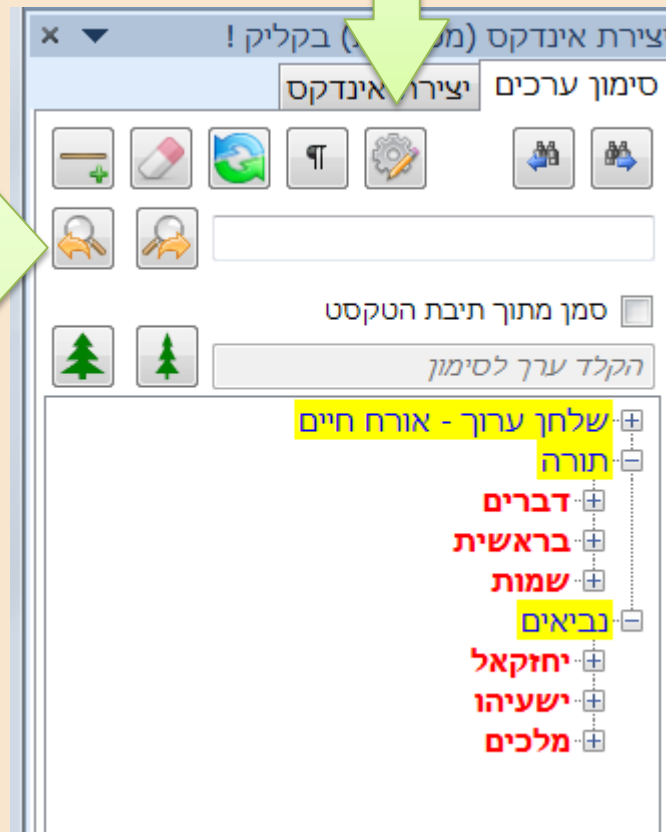 יצירת אינדקס בקליק !
סימון ערכים
יצירת אינדקס
¶
סמן מתוך תיבת הטקסט
הקלד ערך לסימון
שלחן ערוך - אורח חיים
תורה
דברים
בראשית
שמות
נביאים
יחזקאל
ישעיהו
מלכים